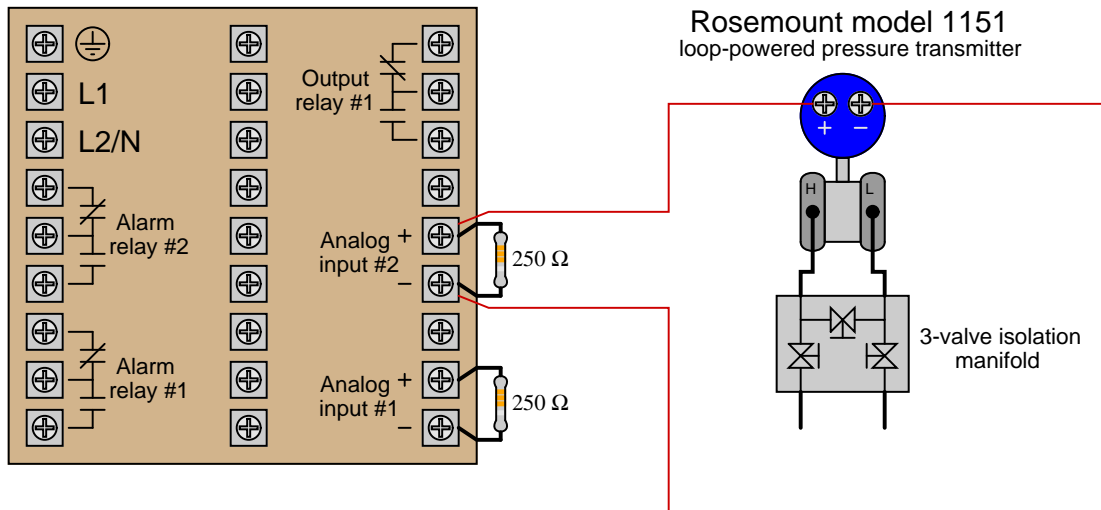 Rosemount model 1151
loop-powered pressure transmitter
L1
L2/N
Output
relay #1
Alarm
relay #2
Analog
input #2
+
−
250 Ω
Alarm
relay #1
Analog
input #1
+
−
250 Ω
+ −
H L
3-valve isolation
manifold